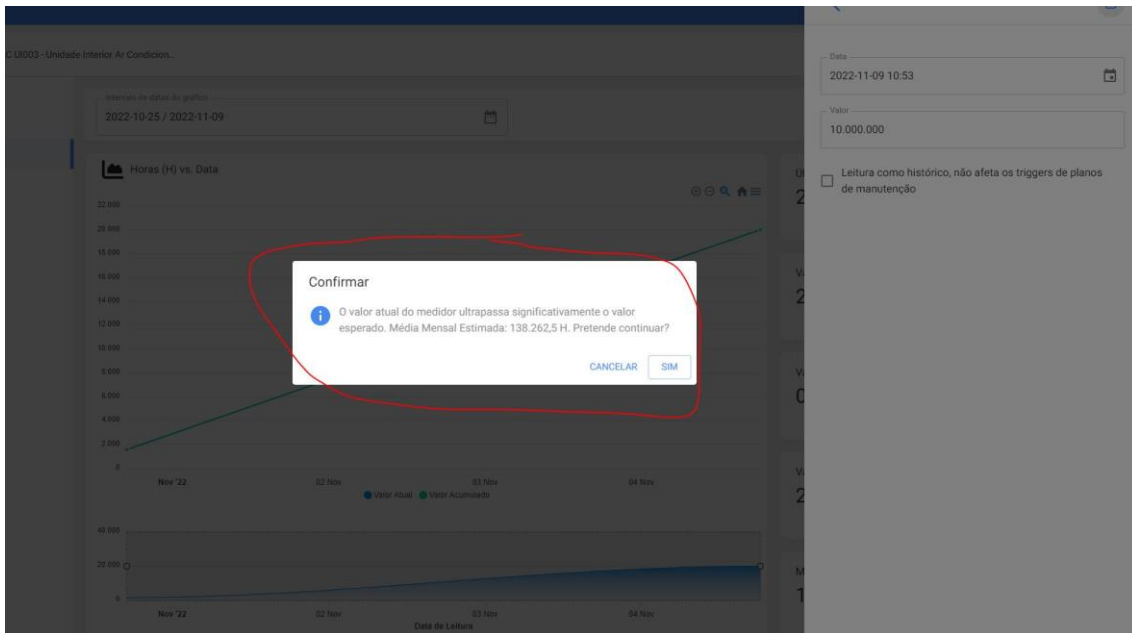 C UI003 - Unidade Interior Ar Condicion...
Intervalo de datas do gráfico
2022-10-25 / 2022-11-09
Horas (H) vs. Data
22.000
20.000
18.000
16.000
14.000
12.000
10.000
8.000
6.000
4.000
2.000
0
Nov '22
02 Nov
03 Nov
04 Nov
Valor Atual
Valor Acumulado
40.000
20.000
0
Nov '22
02 Nov
03 Nov
04 Nov
Data de Leitura
Confirmar
O valor atual do medidor ultrapassa significativamente o valor
esperado. Média Mensal Estimada: 138.262,5 H. Pretende continuar?
CANCELAR
SIM
2
2
0
2
M
1
Data
2022-11-09 10:53
Valor
10.000.000
Leitura como histórico, não afeta os triggers de planos
de manutenção